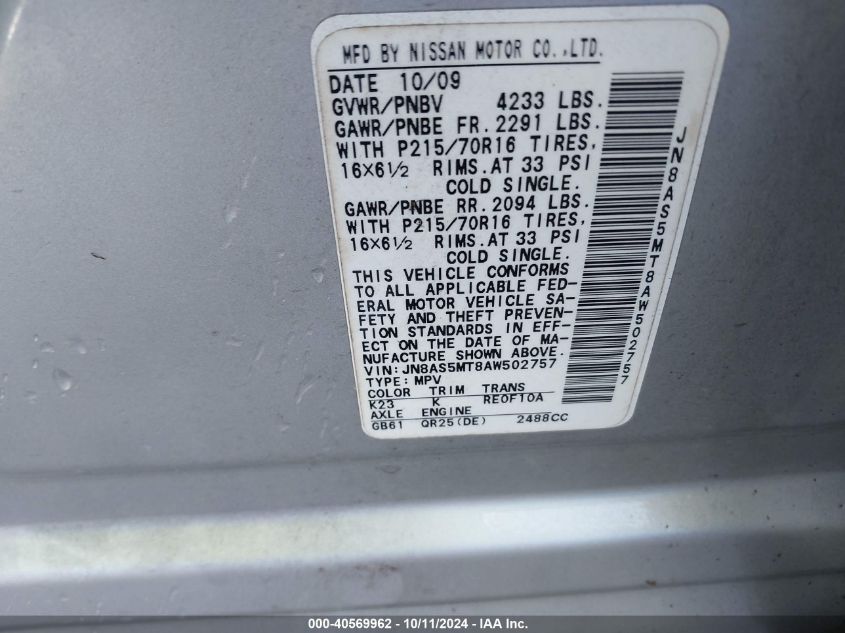 MFD BY NISSAN MOTOR CO.,LTD.
DATE 10/09
GVWR/PNBV 4233 LBS.
GAWR/PNBE FR. 2291 LBS.
WITH P215/70R16 TIRES,
16X6½ RIMS. AT 33 PSI
COLD SINGLE.
GAWR/PNBE RR. 2094 LBS.
WITH P215/70R16 TIRES,
16X6½ RIMS. AT 33 PSI
COLD SINGLE.
THIS VEHICLE CONFORMS
TO ALL APPLICABLE FED-
ERAL MOTOR VEHICLE SA-
FETY AND THEFT PREVEN-
TION STANDARDS IN EFF-
ECT ON THE DATE OF MA-
NUFACTURE SHOWN ABOVE.
VIN: JN8AS5MT8AW502757
TYPE: MPV
COLOR TRIM TRANS
K23 K RE0F10A
AXLE ENGINE
GB61 QR25(DE) 2488CC
JN8AS5MT8AW502757
000-40569962 - 10/11/2024 - IAA Inc.